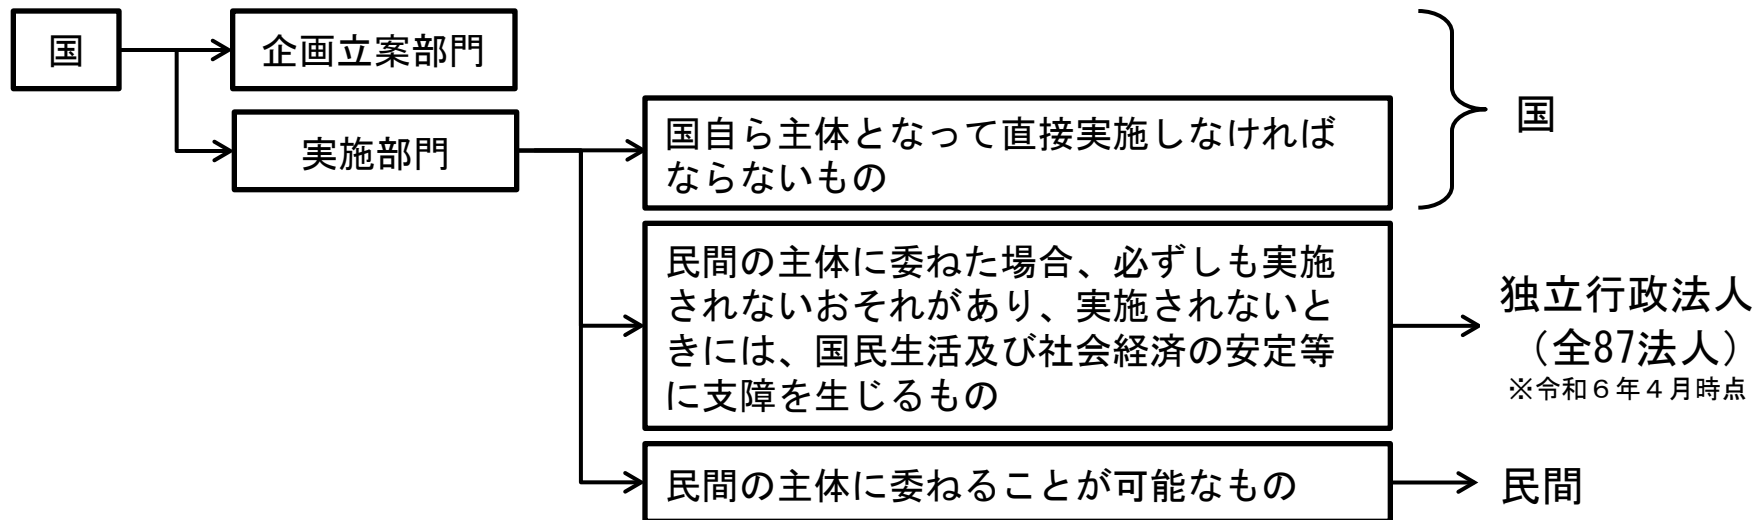 国
企画立案部門
実施部門
国自ら主体となって直接実施しなければ
ならないもの
国
民間の主体に委ねた場合、必ずしも実施
されないおそれがあり、実施されないと
きには、国民生活及び社会経済の安定等
に支障を生じるもの
独立行政法人
（全87法人）
※令和６年４月時点
民間の主体に委ねることが可能なもの
民間